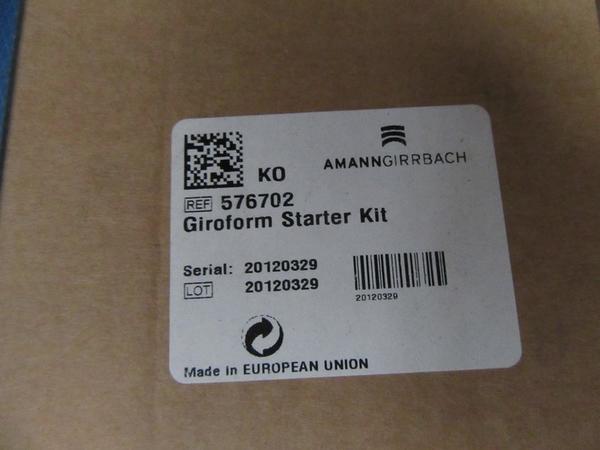 KO
AMANNGIRRBACH
REF 576702
Giroform Starter Kit
Serial: 20120329
LOT 20120329
20120329
Made in EUROPEAN UNION